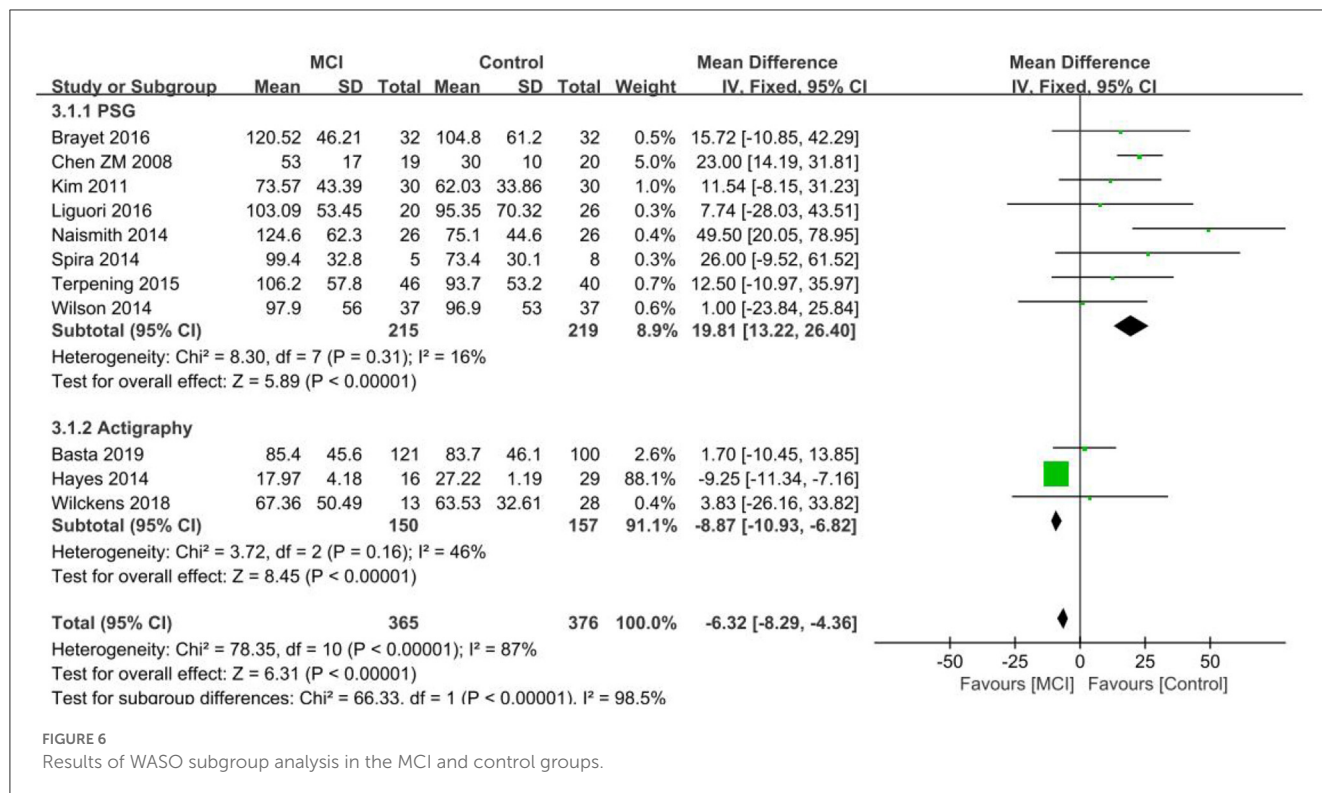 MCI Control Mean Difference Mean Difference
Study or Subgroup Mean SD Total Mean SD Total Weight IV, Fixed, 95% CI IV, Fixed, 95% CI
3.1.1 PSG
Brayet 2016 120.52 46.21 32 104.8 61.2 32 0.5% 15.72 [-10.85, 42.29]
Chen ZM 2008 53 17 19 30 10 20 5.0% 23.00 [14.19, 31.81]
Kim 2011 73.57 43.39 30 62.03 33.86 30 1.0% 11.54 [-8.15, 31.23]
Liguori 2016 103.09 53.45 20 95.35 70.32 26 0.3% 7.74 [-28.03, 43.51]
Naismith 2014 124.6 62.3 26 75.1 44.6 26 0.4% 49.50 [20.05, 78.95]
Spira 2014 99.4 32.8 5 73.4 30.1 8 0.3% 26.00 [-9.52, 61.52]
Terpening 2015 106.2 57.8 46 93.7 53.2 40 0.7% 12.50 [-10.97, 35.97]
Wilson 2014 97.9 56 37 96.9 53 37 0.6% 1.00 [-23.84, 25.84]
Subtotal (95% CI) 215 219 8.9% 19.81 [13.22, 26.40]
Heterogeneity: Chi² = 8.30, df = 7 (P = 0.31); I² = 16%
Test for overall effect: Z = 5.89 (P < 0.00001)
3.1.2 Actigraphy
Basta 2019 85.4 45.6 121 83.7 46.1 100 2.6% 1.70 [-10.45, 13.85]
Hayes 2014 17.97 4.18 16 27.22 1.19 29 88.1% -9.25 [-11.34, -7.16]
Wilckens 2018 67.36 50.49 13 63.53 32.61 28 0.4% 3.83 [-26.16, 33.82]
Subtotal (95% CI) 150 157 91.1% -8.87 [-10.93, -6.82]
Heterogeneity: Chi² = 3.72, df = 2 (P = 0.16); I² = 46%
Test for overall effect: Z = 8.45 (P < 0.00001)
Total (95% CI) 365 376 100.0% -6.32 [-8.29, -4.36]
Heterogeneity: Chi² = 78.35, df = 10 (P < 0.00001); I² = 87%
Test for overall effect: Z = 6.31 (P < 0.00001)
Test for subgroup differences: Chi² = 66.33, df = 1 (P < 0.00001), I² = 98.5%
-50 -25 0 25 50
Favours [MCI] Favours [Control]
FIGURE 6
Results of WASO subgroup analysis in the MCI and control groups.